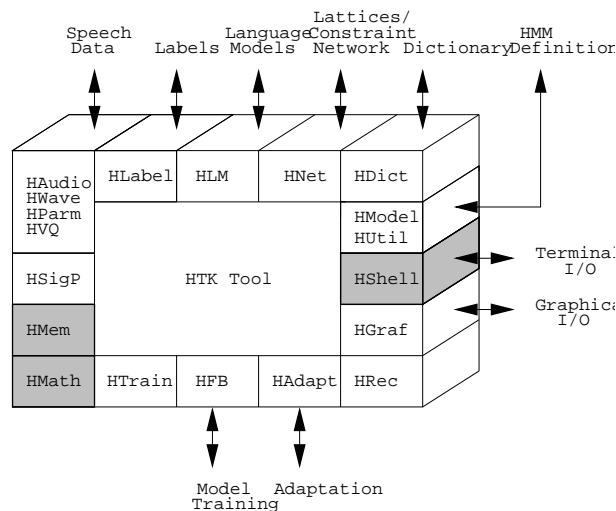 Speech
Data
Labels
Language
Models
Lattices/
Constraint
Network
Dictionary
HMM
Definition
HAudio
HWave
HParm
HVQ
HLabel
HLM
HNet
HDict
HModel
HUtil
HSigP
HTK Tool
HShell
Terminal
I/O
HMem
HGraf
Graphica
I/O
HMath
HTrain
HFB
HAdapt
HRec
Model
Training
Adaptation